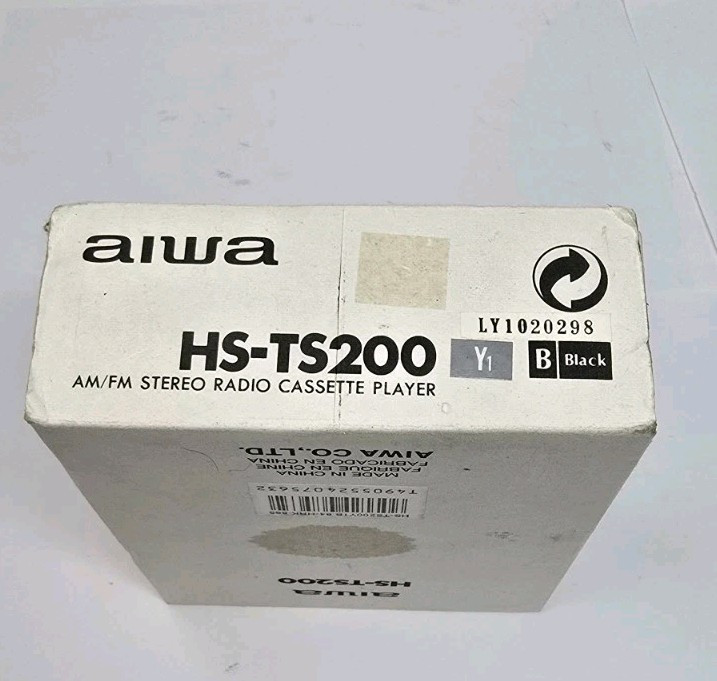 aiwa
LY1020298
HS-TS200 Y1 B Black
AM/FM STEREO RADIO CASSETTE PLAYER
AIWA CO.,LTD.
FABRICADO EN CHINA
FABRIQUE EN CHINE
MADE IN CHINA
T4905524075632
HS-TS200
aiwa